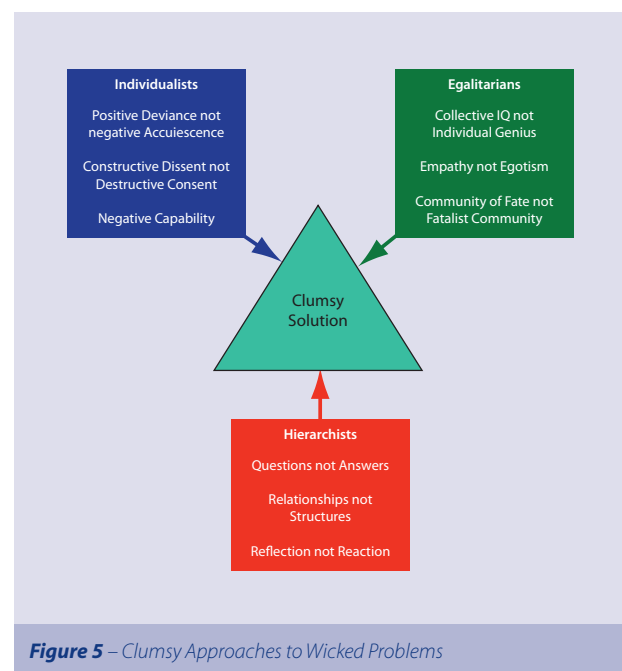 Individualists
Positive Deviance not
negative Accuiescence
Constructive Dissent not
Destructive Consent
Negative Capability
Egalitarians
Collective IQ not
Individual Genius
Empathy not Egotism
Community of Fate not
Fatalist Community
Clumsy
Solution
Hierarchists
Questions not Answers
Relationships not
Structures
Reflection not Reaction
Figure 5 – Clumsy Approaches to Wicked Problems